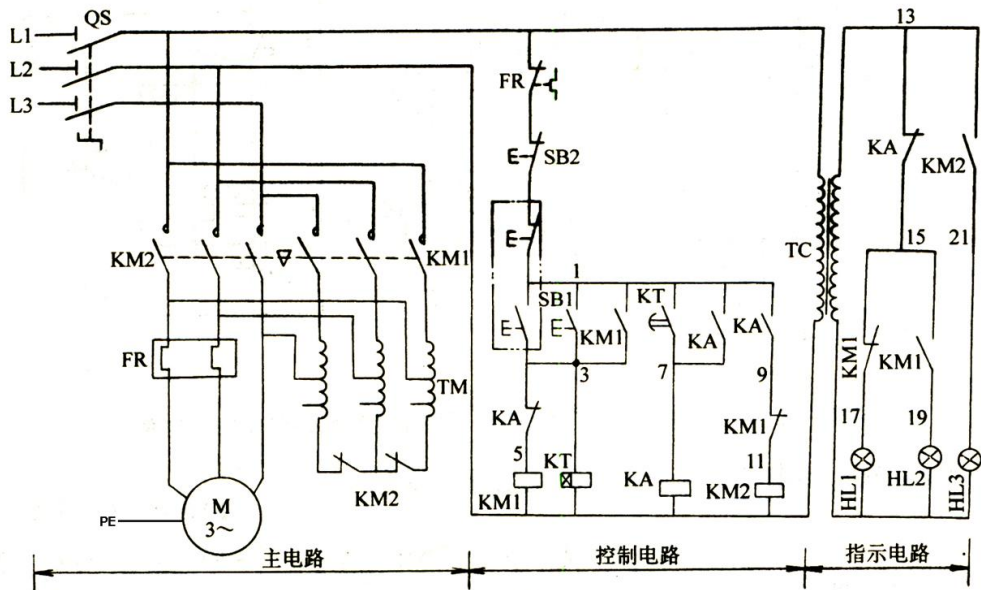 QS
13
L1
L2
FR
L3
SB2
KA
KM2
KM2
KM1
TC
15
21
1
SB1
KT
KM1
KA
KA
FR
TM
3
7
9
KM1
KM1
KA
KM1
17
19
5
KT
11
KM2
KM1
KA
KM2
HL1
HL2
HL3
M
3～
PE
主电路
控制电路
指示电路